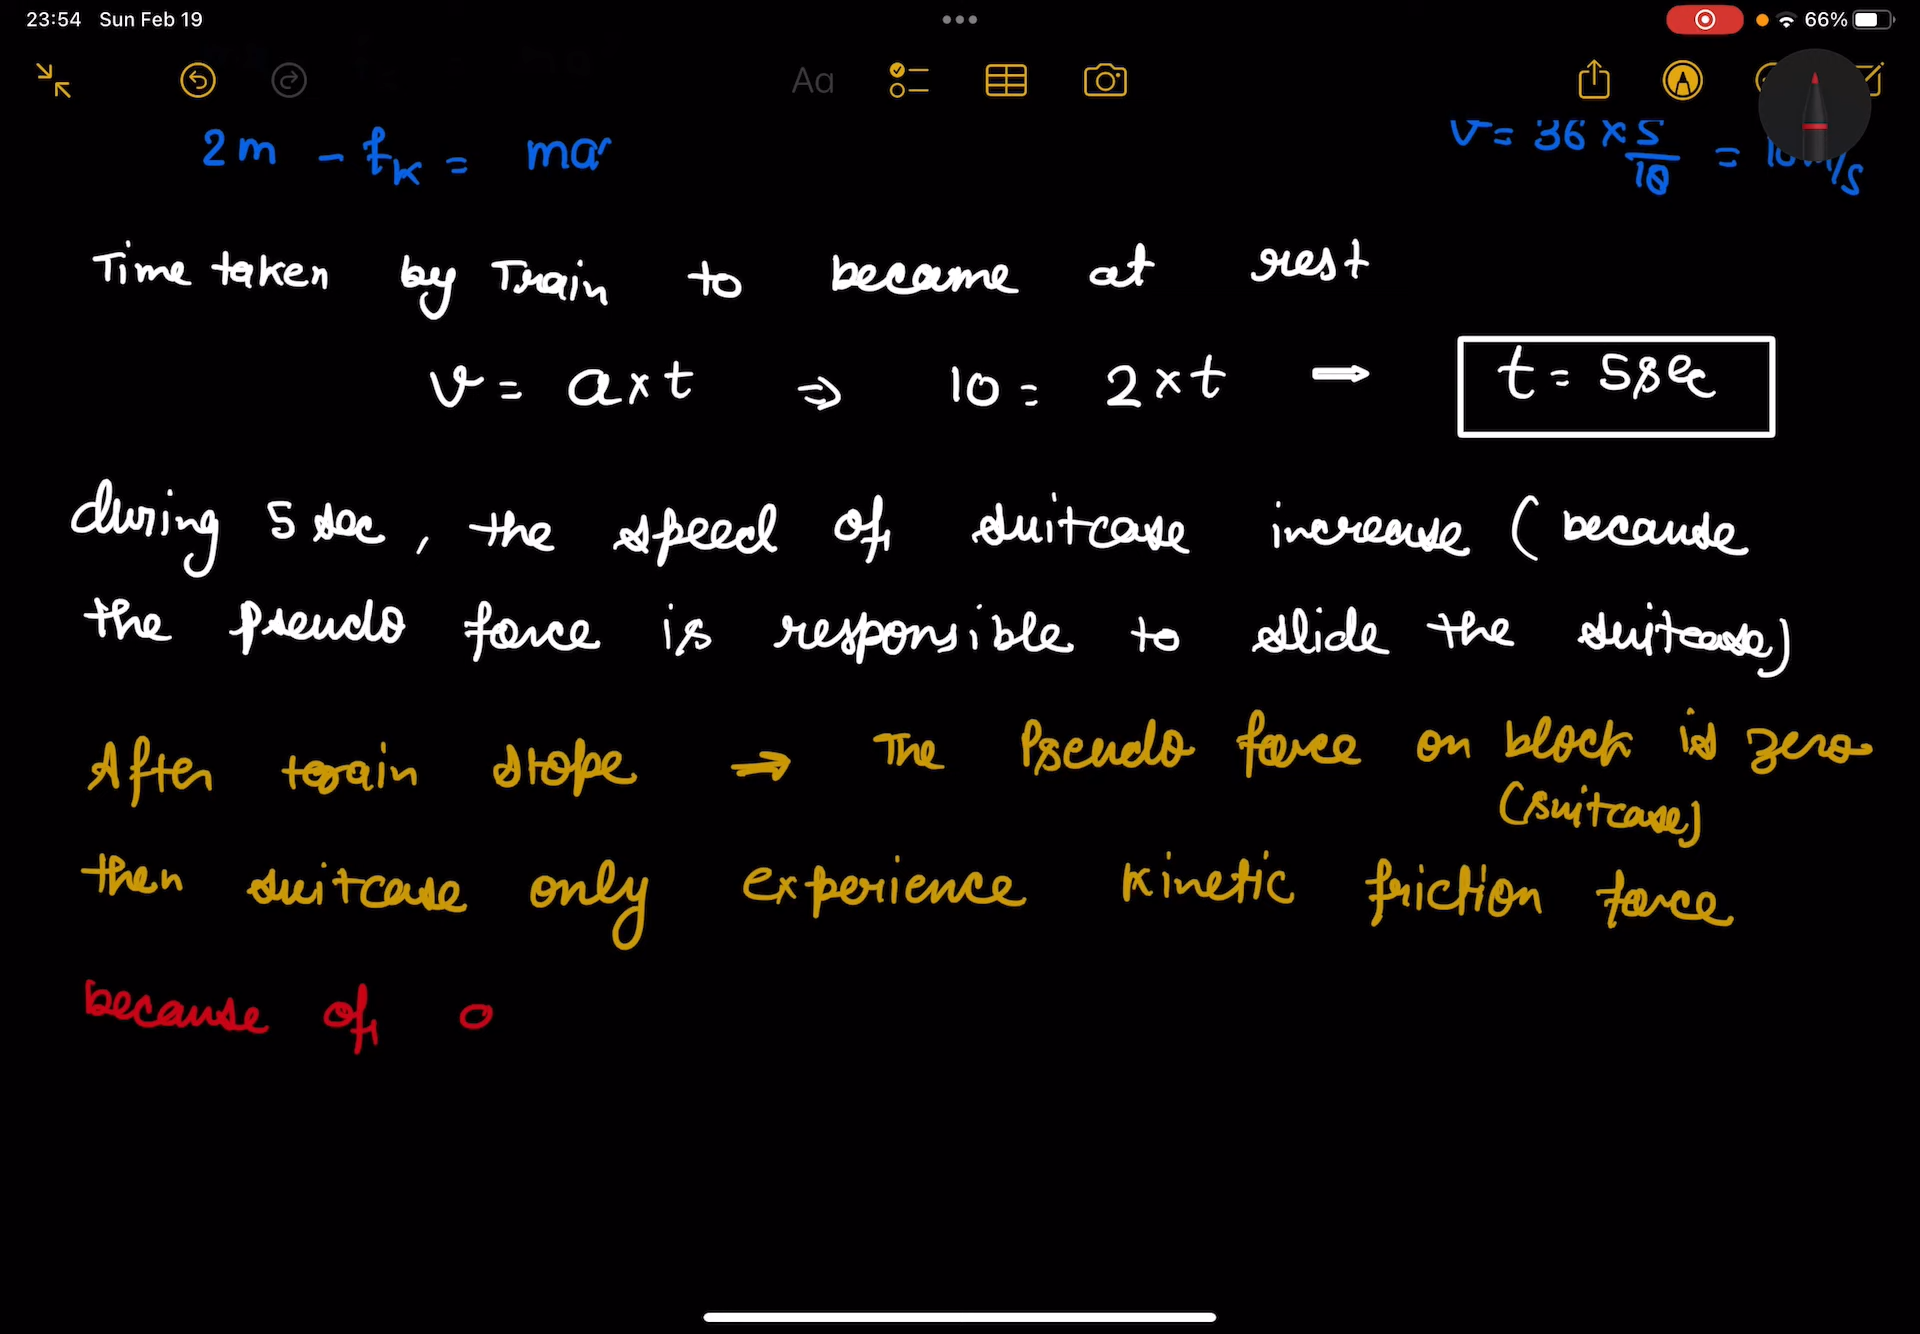 23:54 Sun Feb 19
66%
Aa
2m - fk = ma
v = 36 × 5/18 =
Time taken by Train to became at rest
v = a×t ⇒ 10 = 2×t ⇒ t = 5sec
during 5 sec, the speed of suitcase increase (because
the pseudo force is responsible to slide the suitcase)
After train stope → The Pseudo force on block is zero
(suitcase)
then suitcase only experience kinetic friction force
because of